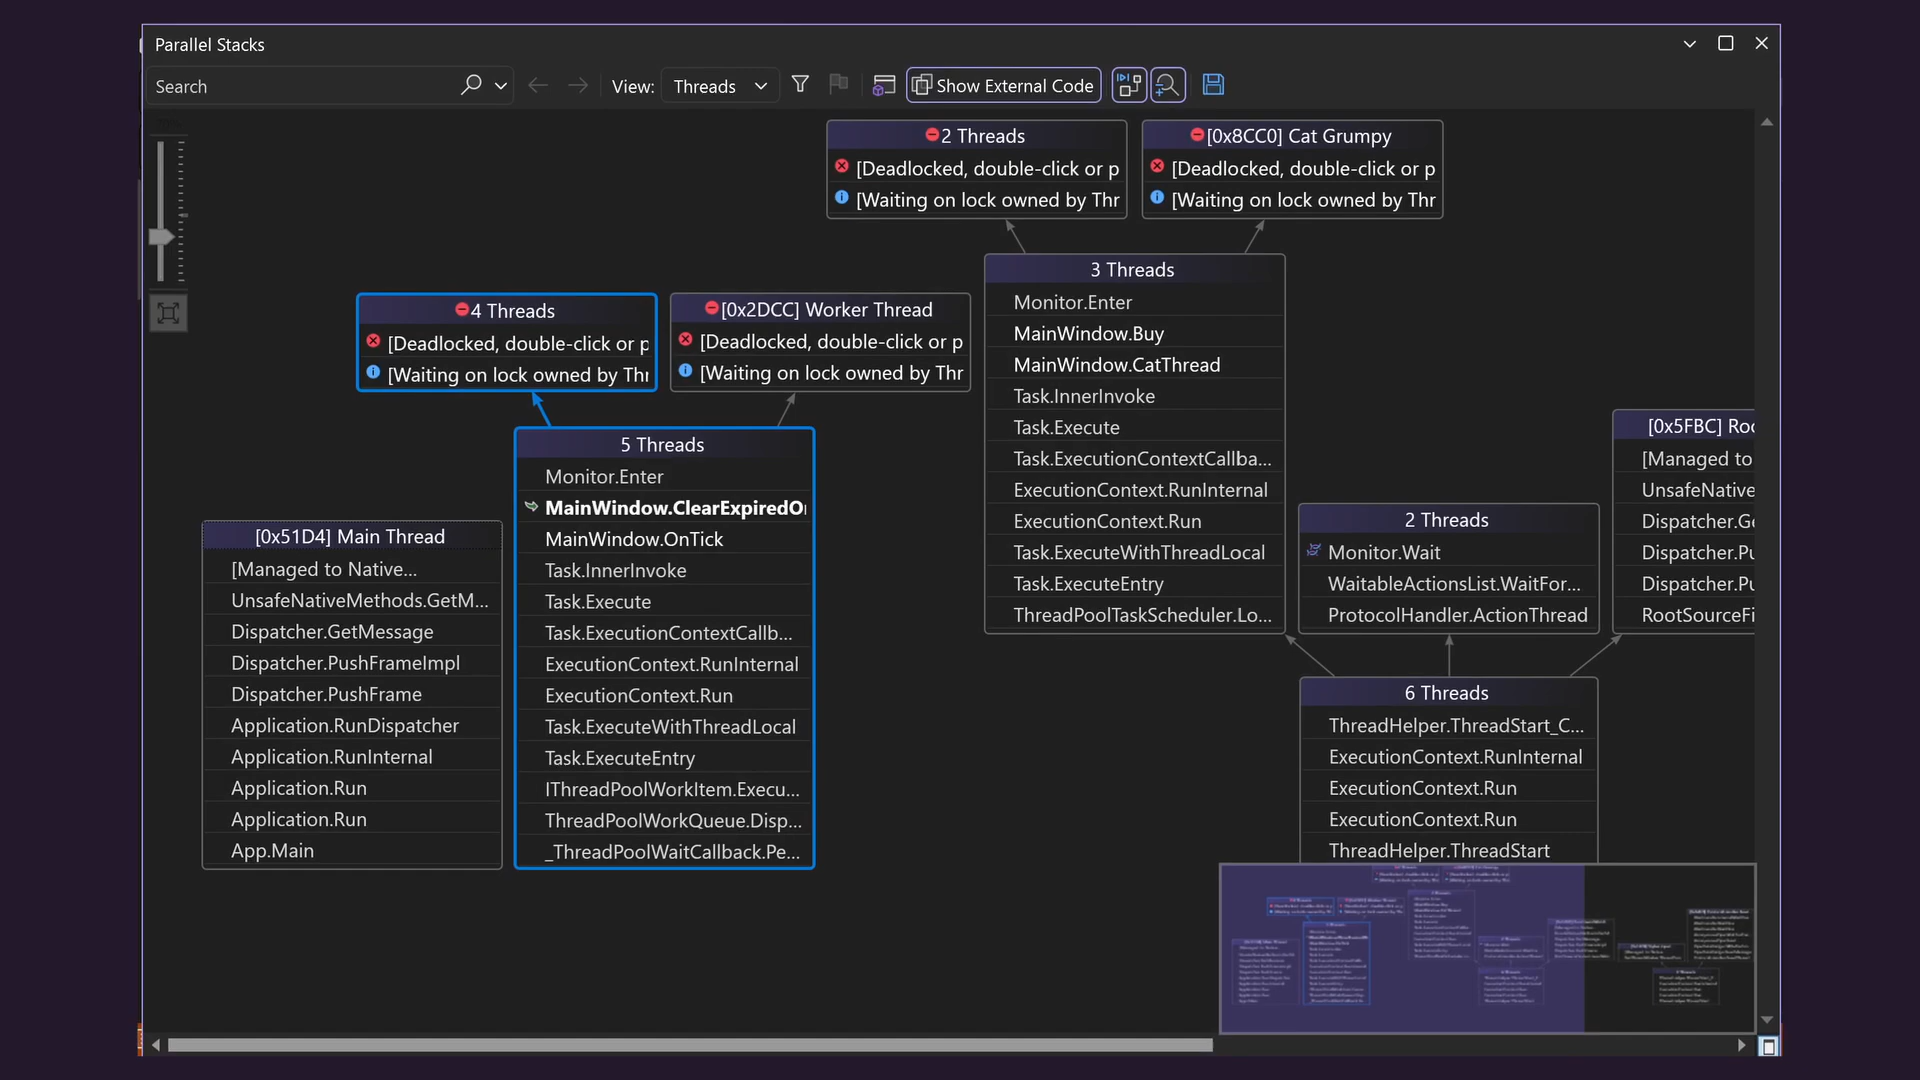 Parallel Stacks
Search
View:
Threads
Show External Code
2 Threads
[Deadlocked, double-click or p
[Waiting on lock owned by Thr
[0x8CC0] Cat Grumpy
[Deadlocked, double-click or p
[Waiting on lock owned by Thr
4 Threads
[Deadlocked, double-click or p
[Waiting on lock owned by Thr
[0x2DCC] Worker Thread
[Deadlocked, double-click or p
[Waiting on lock owned by Thr
3 Threads
Monitor.Enter
MainWindow.Buy
MainWindow.CatThread
Task.InnerInvoke
Task.Execute
Task.ExecutionContextCallba...
ExecutionContext.RunInternal
ExecutionContext.Run
Task.ExecuteWithThreadLocal
Task.ExecuteEntry
ThreadPoolTaskScheduler.Lo...
[0x51D4] Main Thread
[Managed to Native...
UnsafeNativeMethods.GetM...
Dispatcher.GetMessage
Dispatcher.PushFrameImpl
Dispatcher.PushFrame
Application.RunDispatcher
Application.RunInternal
Application.Run
Application.Run
App.Main
5 Threads
Monitor.Enter
MainWindow.ClearExpiredO
MainWindow.OnTick
Task.InnerInvoke
Task.Execute
Task.ExecutionContextCallb...
ExecutionContext.RunInternal
ExecutionContext.Run
Task.ExecuteWithThreadLocal
Task.ExecuteEntry
IThreadPoolWorkItem.Execu...
ThreadPoolWorkQueue.Disp...
_ThreadPoolWaitCallback.Pe...
2 Threads
Monitor.Wait
WaitableActionsList.WaitFor...
ProtocolHandler.ActionThread
[0x5FBC] Roo
[Managed to
UnsafeNative
Dispatcher.Ge
Dispatcher.Pu
Dispatcher.Pu
RootSourceFi
6 Threads
ThreadHelper.ThreadStart_C...
ExecutionContext.RunInternal
ExecutionContext.Run
ExecutionContext.Run
ThreadHelper.ThreadStart